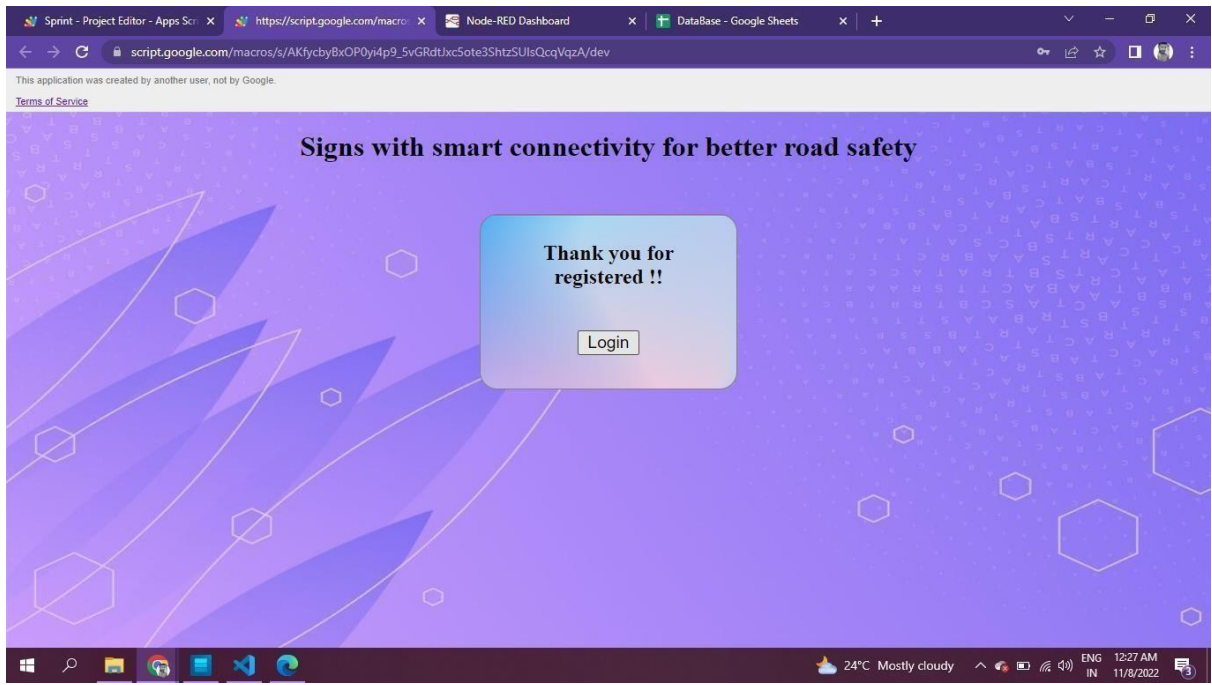 Sprint - Project Editor - Apps Scri
https://script.google.com/macro
Node-RED Dashboard
DataBase - Google Sheets
script.google.com/macros/s/AKfycbyBxOP0yi4p9_5vGRdtJxc5ote3ShtzSUIsQcqVqzA/dev
This application was created by another user, not by Google.
Terms of Service
Signs with smart connectivity for better road safety
Thank you for
registered !!
Login
24°C Mostly cloudy
ENG
IN
12:27 AM
11/8/2022
3